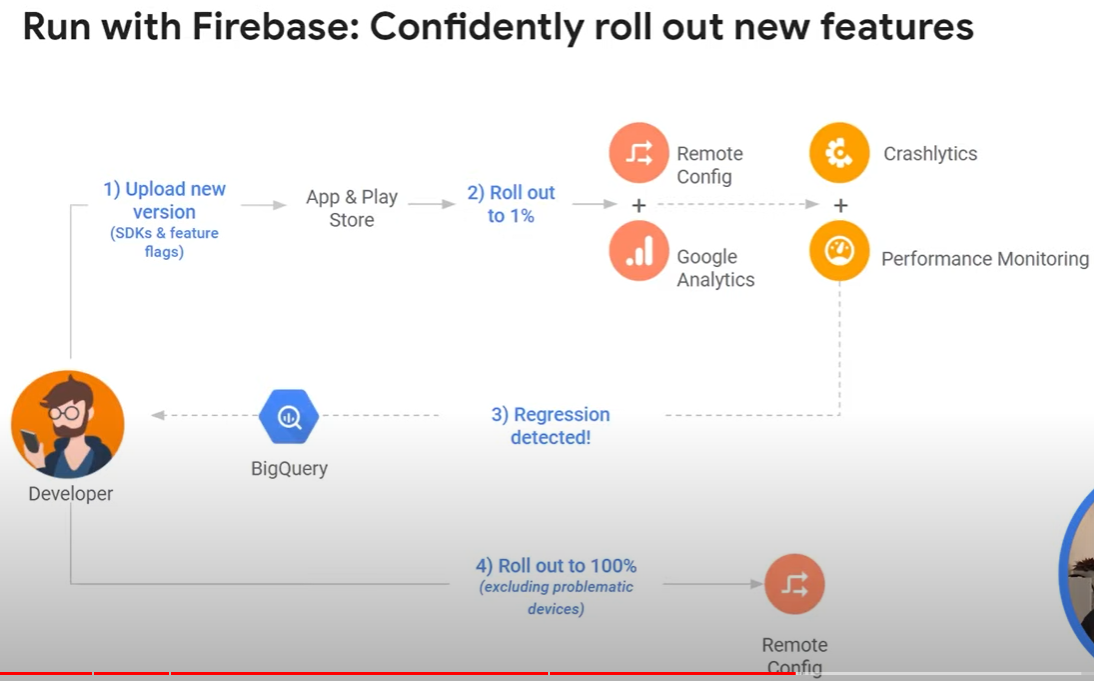 Run with Firebase: Confidently roll out new features
1) Upload new
version
(SDKs & feature
flags)
App & Play
Store
2) Roll out
to 1%
Remote
Config
+
Google
Analytics
Crashlytics
+
Performance Monitoring
3) Regression
detected!
BigQuery
Developer
4) Roll out to 100%
(excluding problematic
devices)
Remote
Config